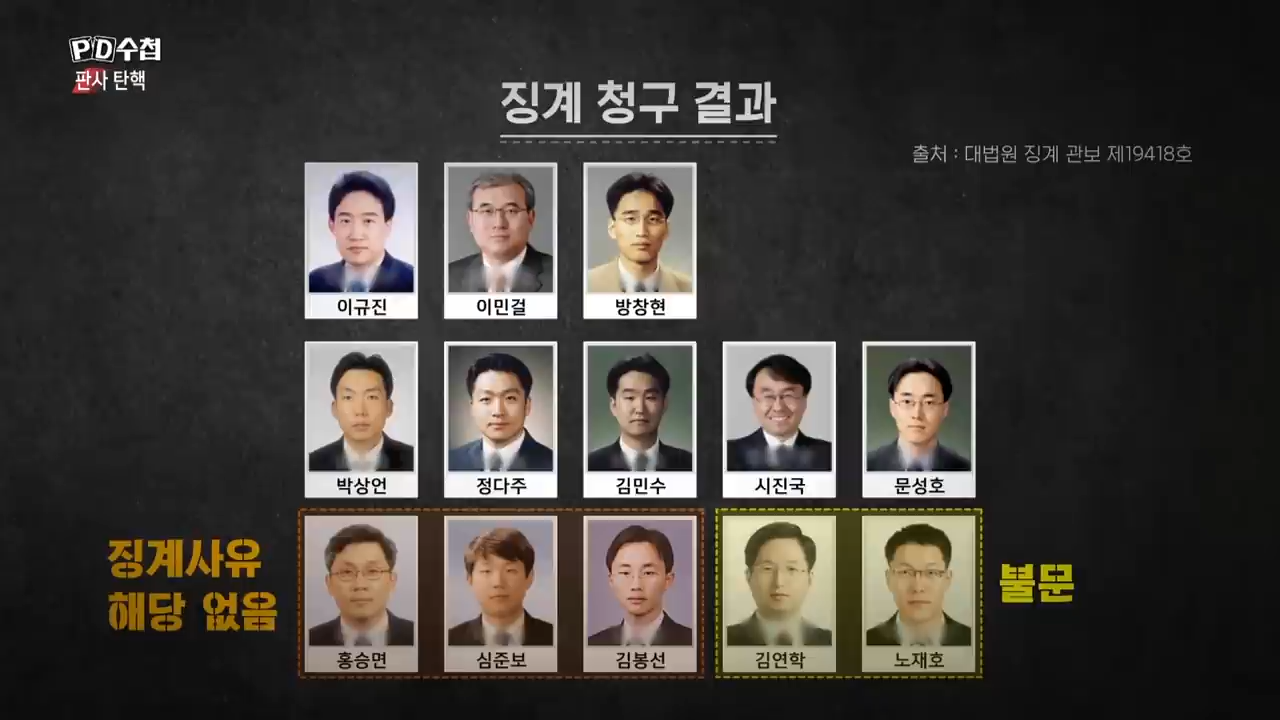 PD수첩
판사 탄핵
징계 청구 결과
출처 : 대법원 징계 관보 제19418호
이규진 이민걸 방창현
박상언 정다주 김민수 시진국 문성호
징계사유
해당 없음
불문
홍승면 심준보 김봉선 김연학 노재호